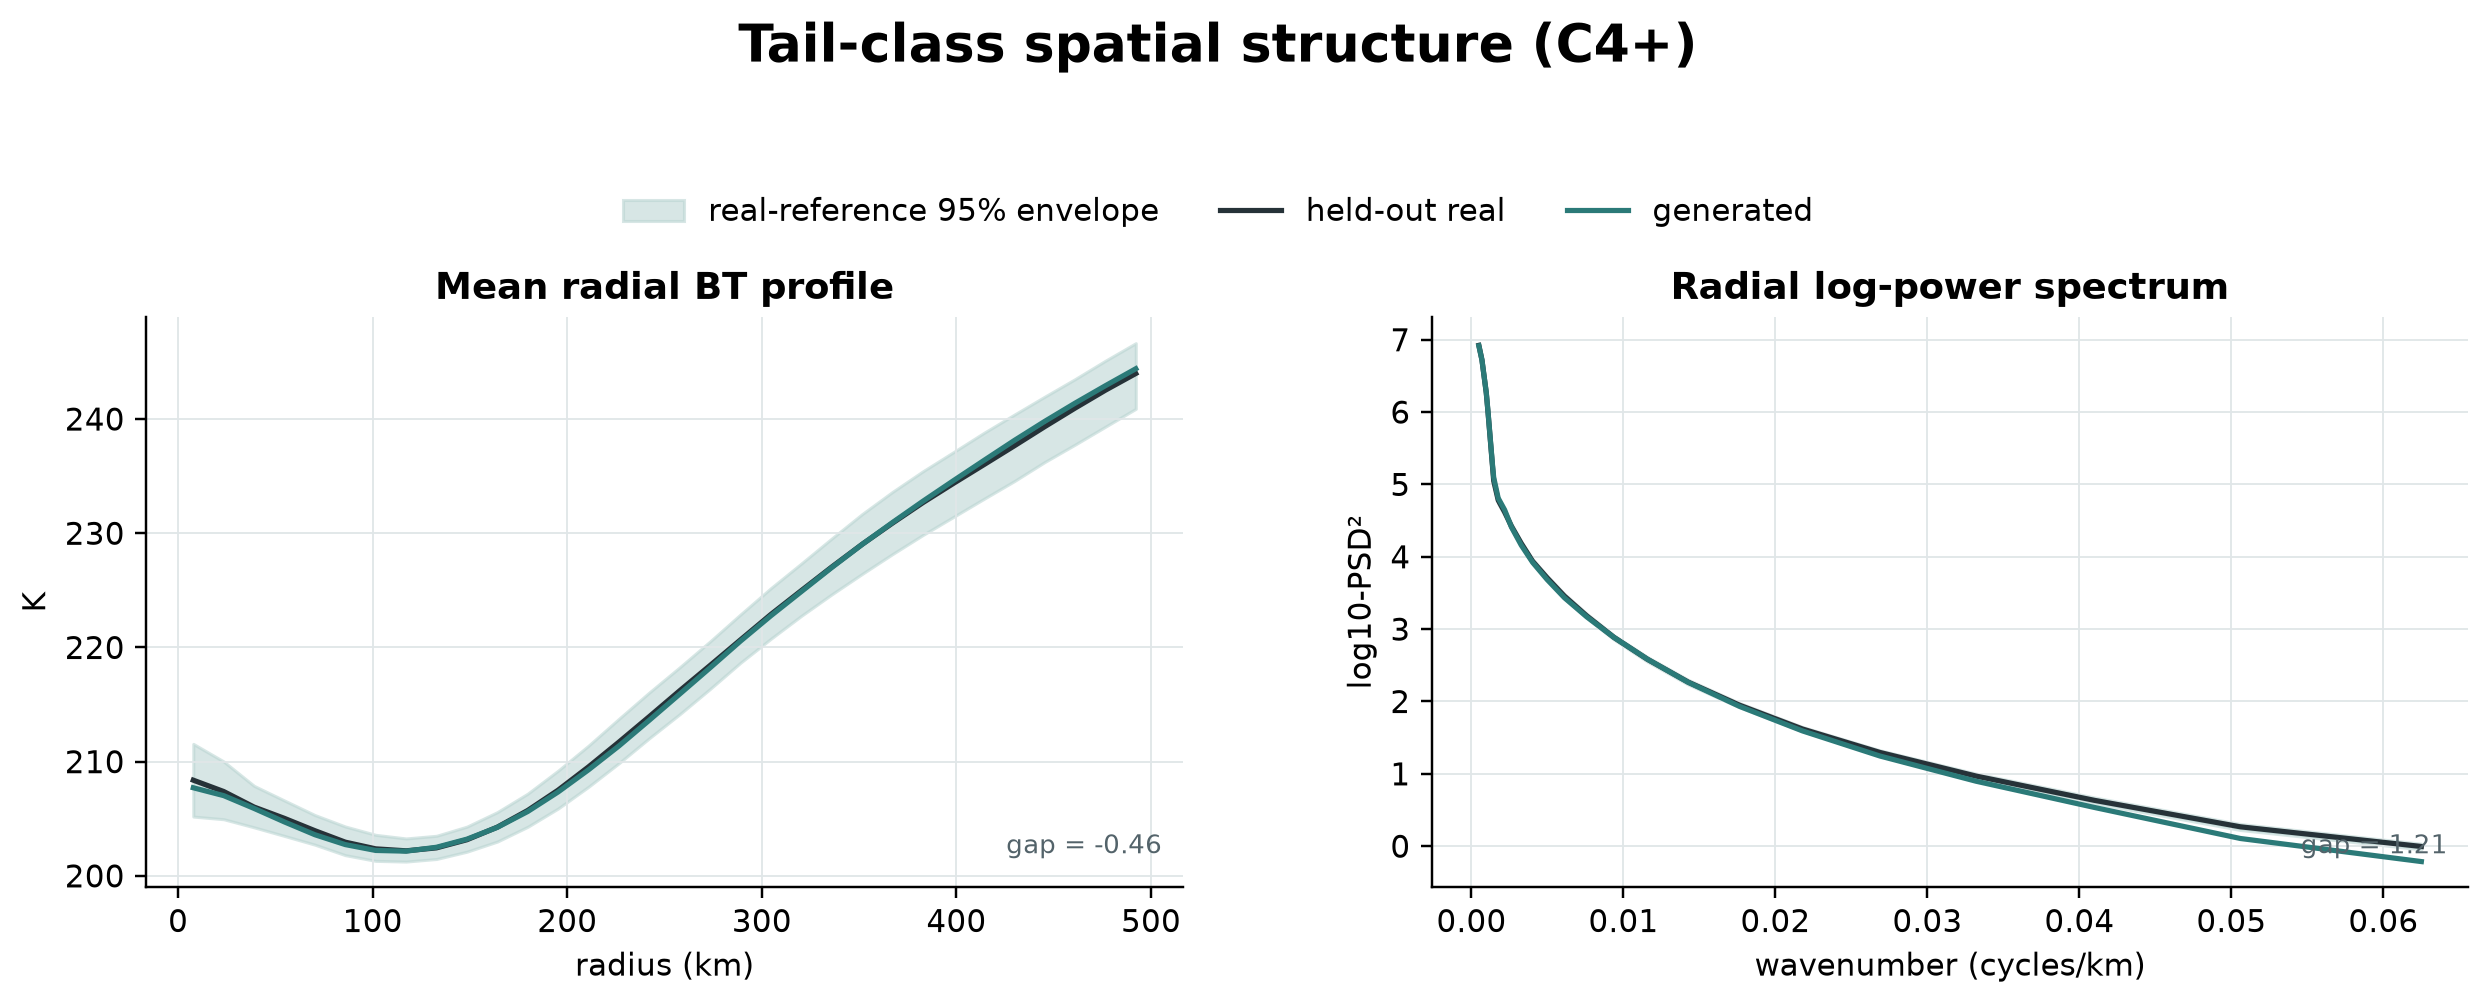 Tail-class spatial structure (C4+)
real-reference 95% envelope
held-out real
generated
Mean radial BT profile
K
240
230
220
210
200
gap = -0.46
0
100
200
300
400
500
radius (km)
Radial log-power spectrum
log10-PSD²
7
6
5
4
3
2
1
0
gap = 1.21
0.00
0.01
0.02
0.03
0.04
0.05
0.06
wavenumber (cycles/km)